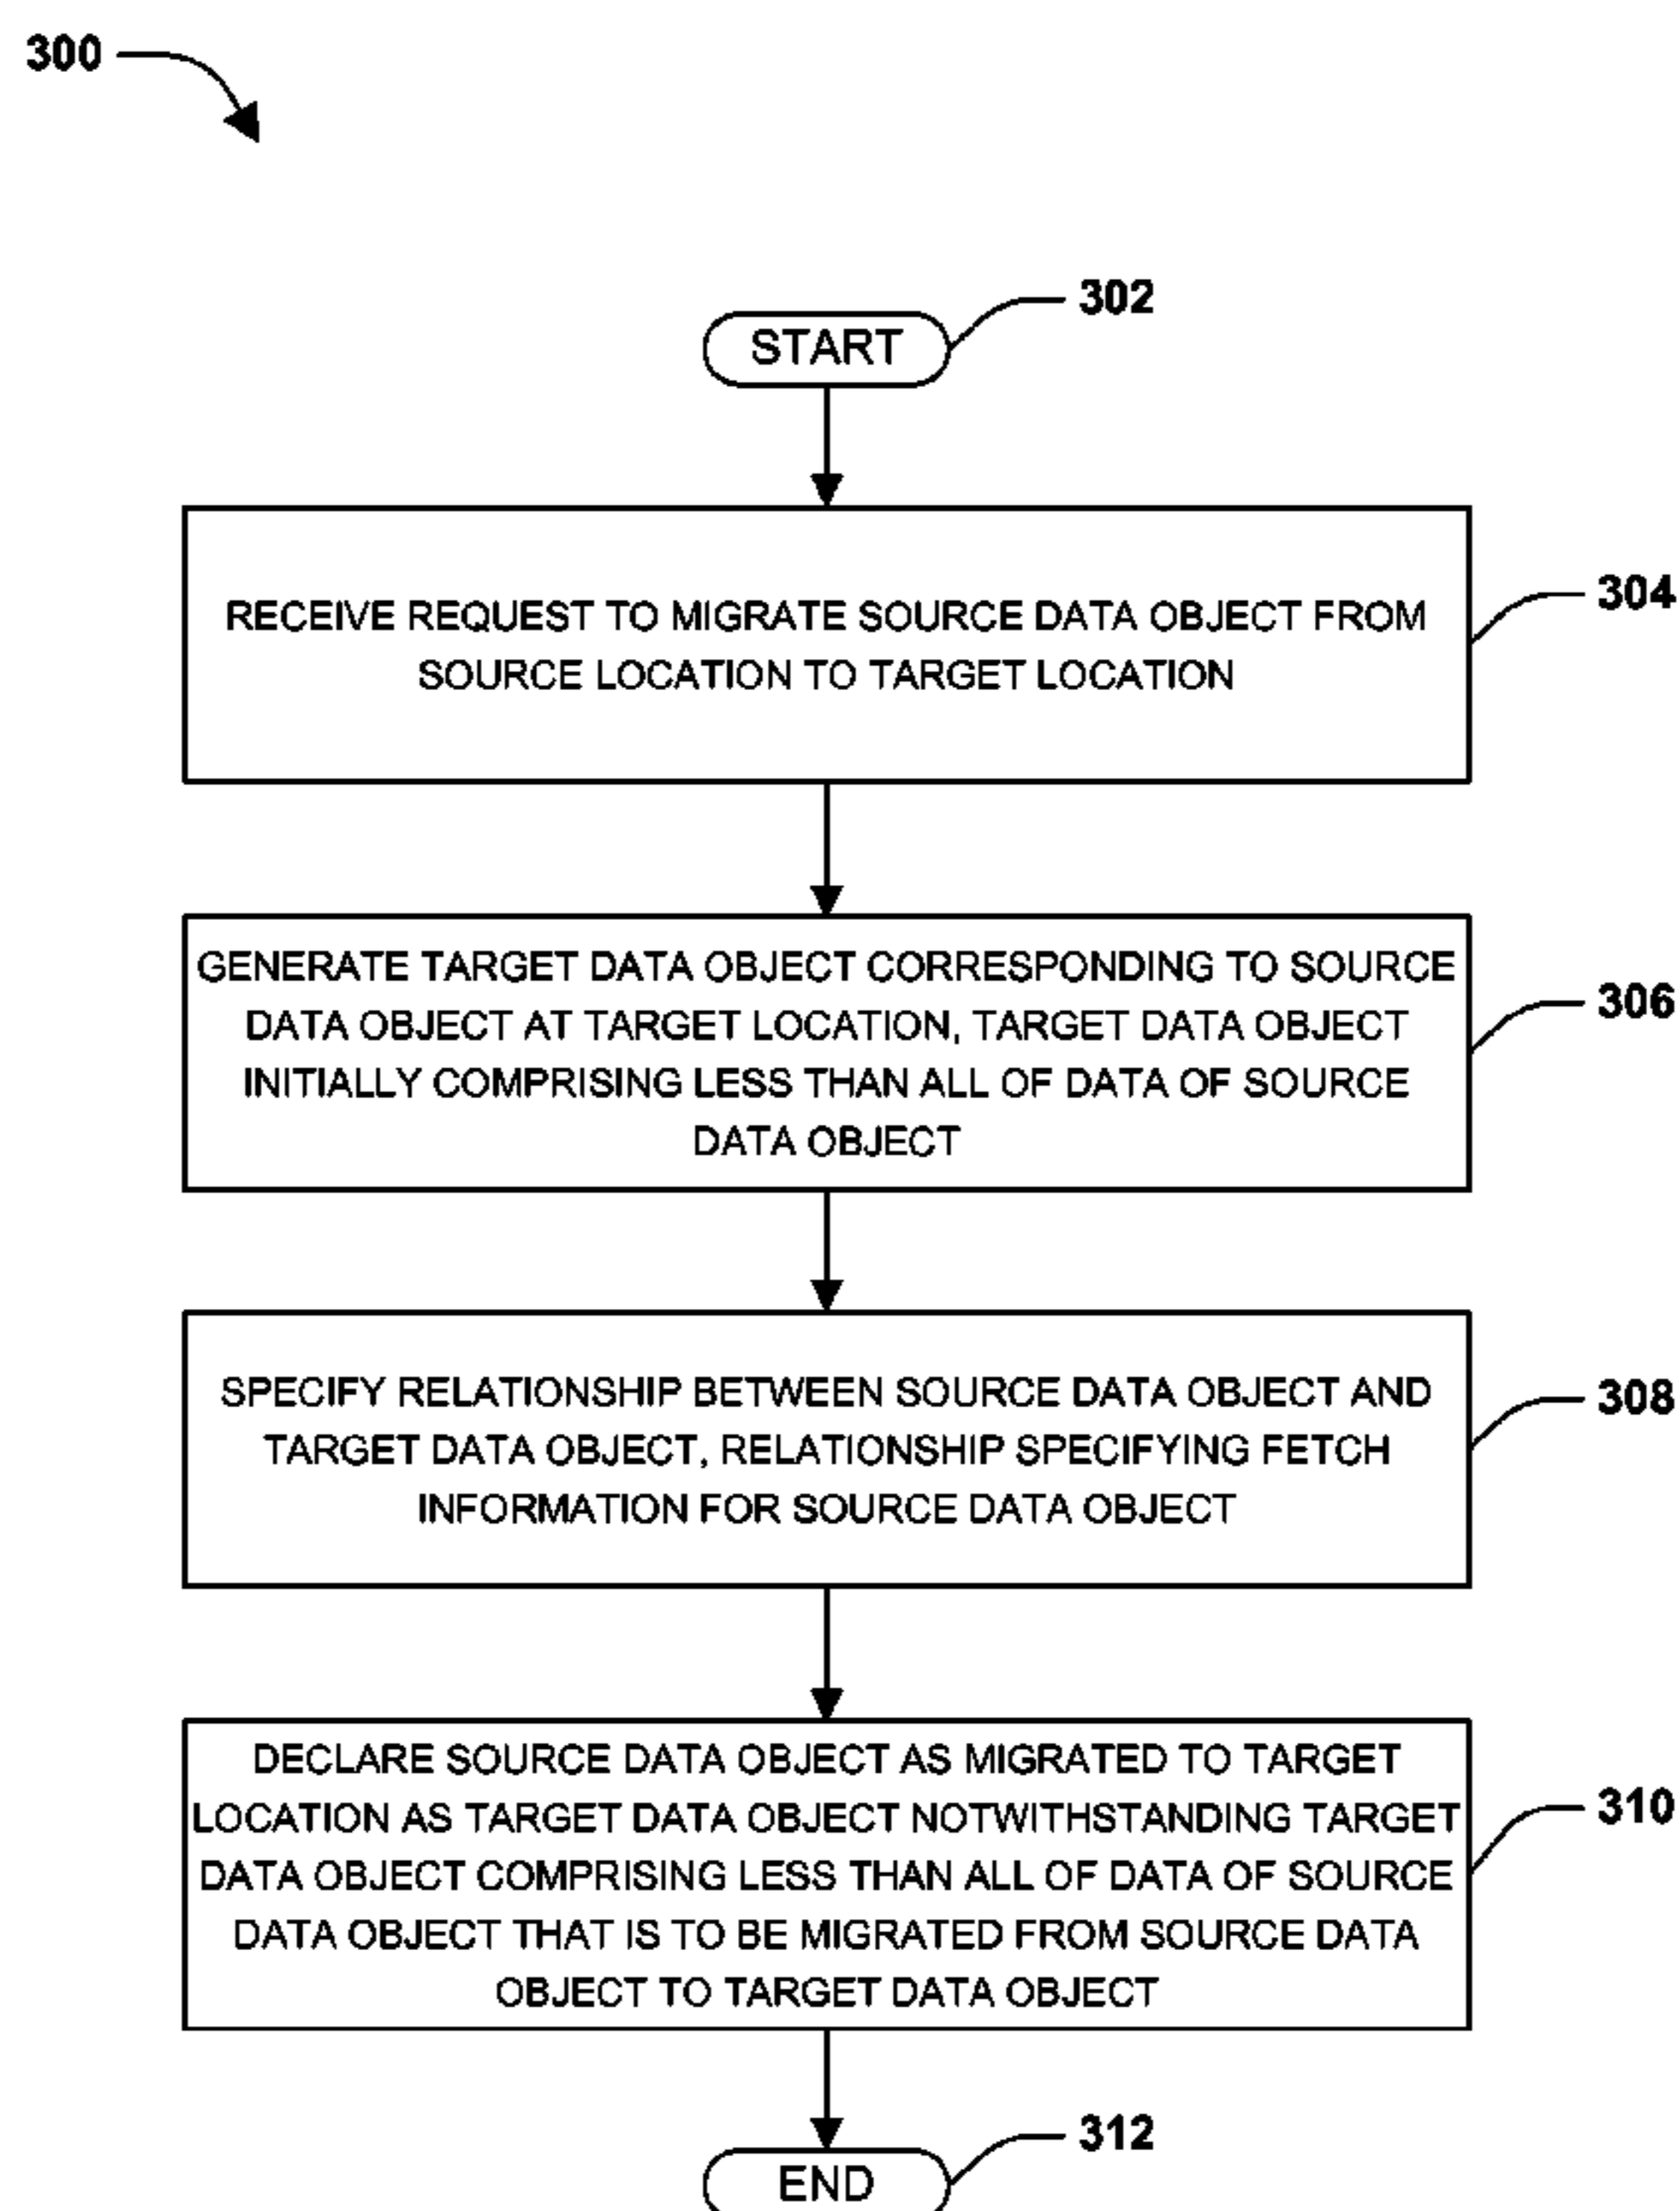 300
302
START
RECEIVE REQUEST TO MIGRATE SOURCE DATA OBJECT FROM
SOURCE LOCATION TO TARGET LOCATION
304
GENERATE TARGET DATA OBJECT CORRESPONDING TO SOURCE
DATA OBJECT AT TARGET LOCATION, TARGET DATA OBJECT
INITIALLY COMPRISING LESS THAN ALL OF DATA OF SOURCE
DATA OBJECT
306
SPECIFY RELATIONSHIP BETWEEN SOURCE DATA OBJECT AND
TARGET DATA OBJECT, RELATIONSHIP SPECIFYING FETCH
INFORMATION FOR SOURCE DATA OBJECT
308
DECLARE SOURCE DATA OBJECT AS MIGRATED TO TARGET
LOCATION AS TARGET DATA OBJECT NOTWITHSTANDING TARGET
DATA OBJECT COMPRISING LESS THAN ALL OF DATA OF SOURCE
DATA OBJECT THAT IS TO BE MIGRATED FROM SOURCE DATA
OBJECT TO TARGET DATA OBJECT
310
312
END